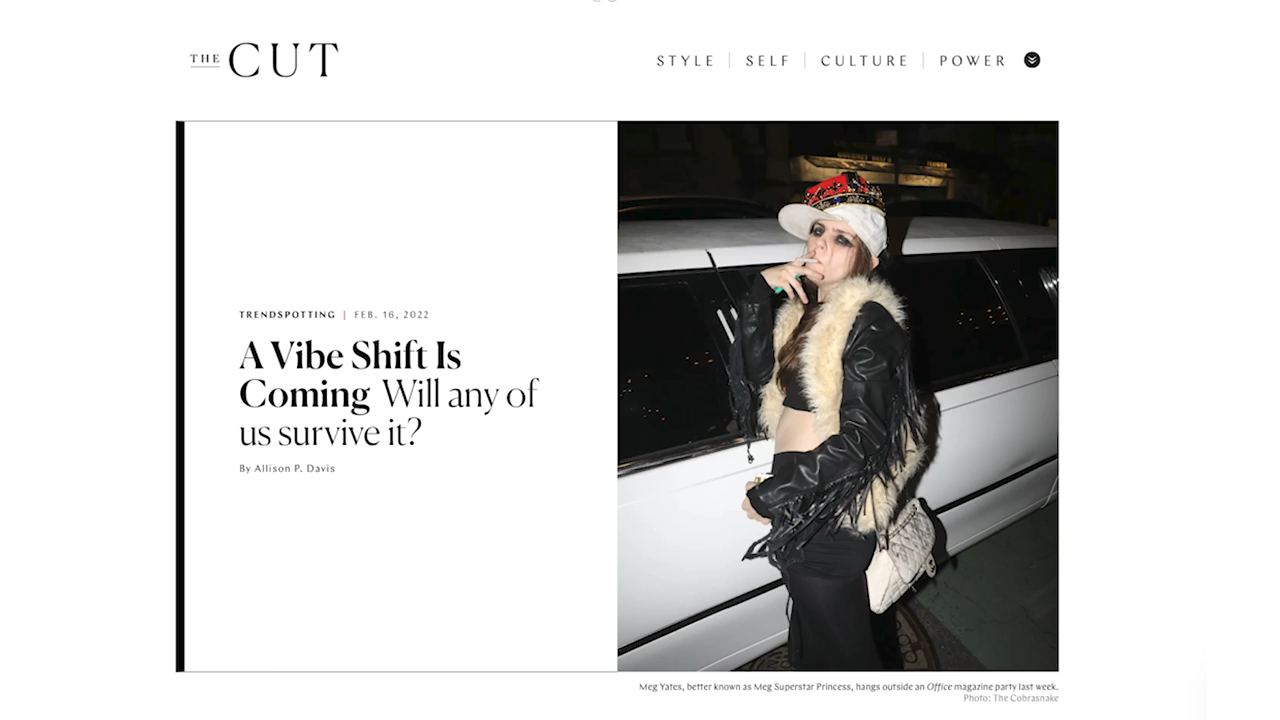 THE CUT
STYLE | SELF | CULTURE | POWER
TRENDSPOTTING | FEB. 16, 2022
A Vibe Shift Is
Coming Will any of
us survive it?
By Allison P. Davis
Meg Yates, better known as Meg Superstar Princess, hangs outside an Office magazine party last week.
Photo: The Cobrasnake